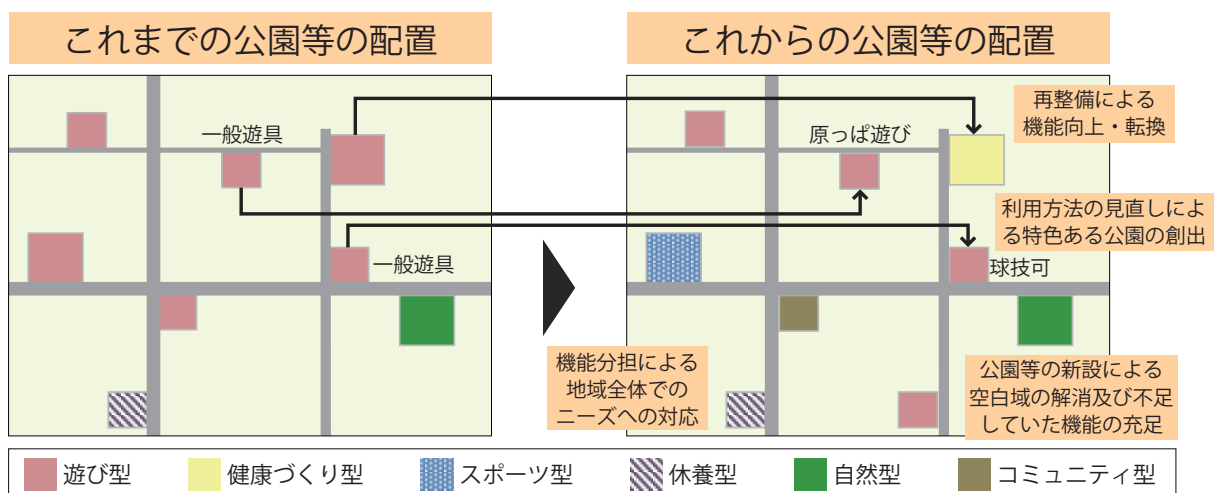 これまでの公園等の配置
これからの公園等の配置
一般遊具
一般遊具
原っぱ遊び
球技可
再整備による
機能向上・転換
利用方法の見直しによ
る特色ある公園の創出
機能分担による
地域全体での
ニーズへの対応
公園等の新設による
空白域の解消及び不足
していた機能の充足
遊び型
健康づくり型
スポーツ型
休養型
自然型
コミュニティ型